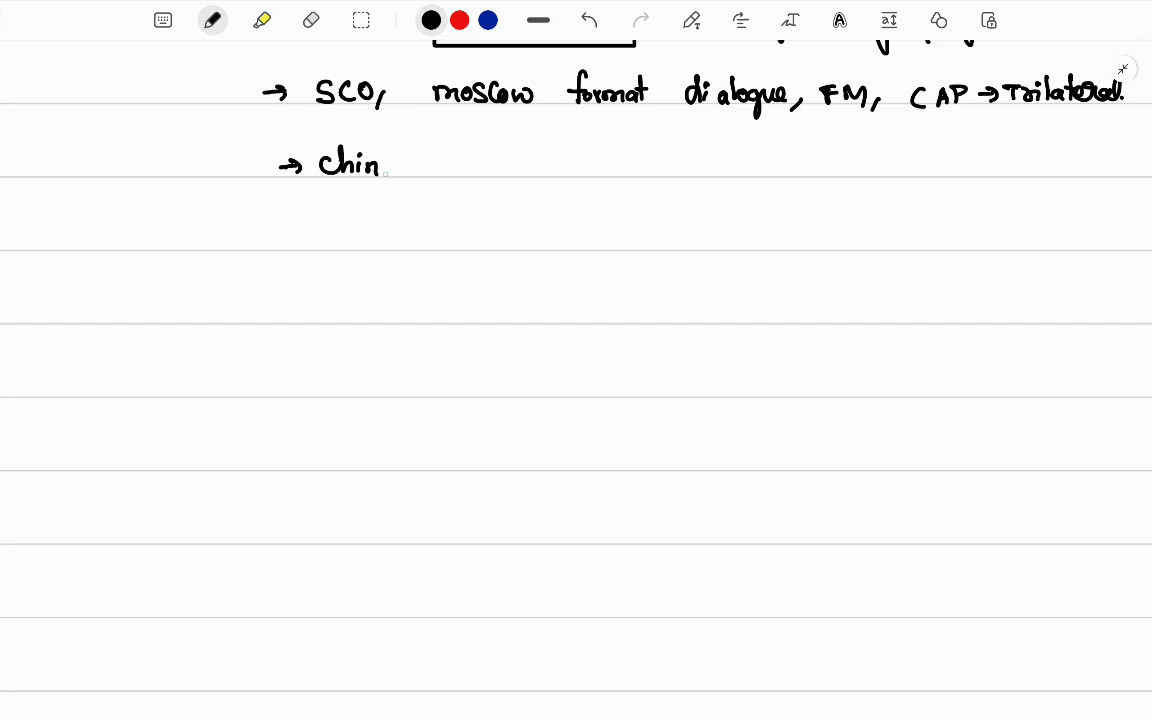 → SCO, moscow format dialogue, FM, CAP → Trilateral.
→ Chin